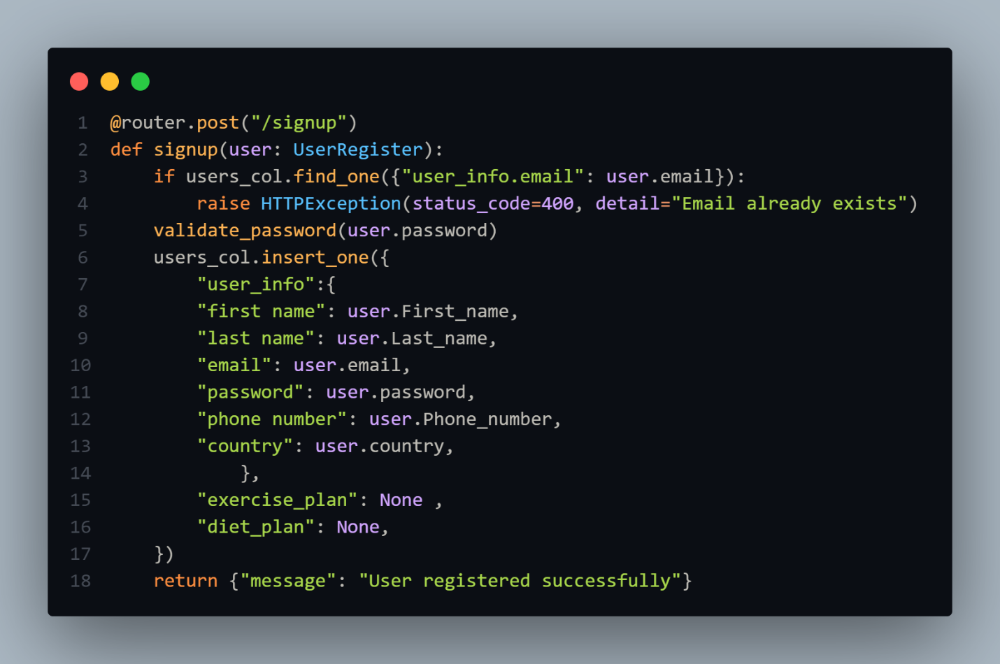 1 @router.post("/signup")
2 def signup(user: UserRegister):
3     if users_col.find_one({"user_info.email": user.email}):
4         raise HTTPException(status_code=400, detail="Email already exists")
5     validate_password(user.password)
6     users_col.insert_one({
7         "user_info":{
8         "first name": user.First_name,
9         "last name": user.Last_name,
10         "email": user.email,
11         "password": user.password,
12         "phone number": user.Phone_number,
13         "country": user.country,
14             },
15         "exercise_plan": None ,
16         "diet_plan": None,
17     })
18     return {"message": "User registered successfully"}